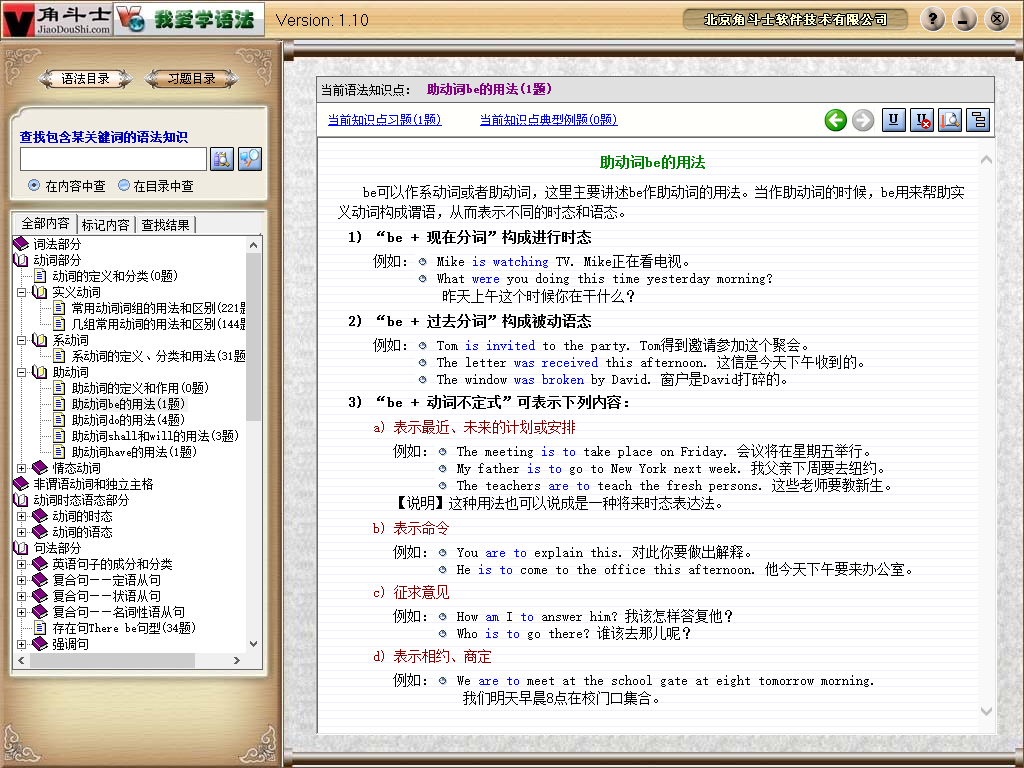 角斗士
JiaoDouShi.com
我爱学语法
Version: 1.10
北京角斗士软件技术有限公司
语法目录
习题目录
查找包含某关键词的语法知识
在内容中查 在目录中查
全部内容 标记内容 查找结果
词法部分
动词部分
动词的定义和分类(0题)
实义动词
常用动词词组的用法和区别(221题
几组常用动词的用法和区别(144题
系动词
系动词的定义、分类和用法(31题
助动词
助动词的定义和作用(0题)
助动词be的用法(1题)
助动词do的用法(4题)
助动词shall和will的用法(3题)
助动词have的用法(1题)
情态动词
非谓语动词和独立主格
动词时态语态部分
动词的时态
动词的语态
句法部分
英语句子的成分和分类
复合句－－定语从句
复合句－－状语从句
复合句－－名词性语从句
存在句There be句型(34题)
强调句
当前语法知识点： 助动词be的用法(1题)
当前知识点习题(1题) 当前知识点典型例题(0题)
助动词be的用法
be可以作系动词或者助动词，这里主要讲述be作助动词的用法。当作助动词的时候，be用来帮助实
义动词构成谓语，从而表示不同的时态和语态。
1) “be + 现在分词”构成进行时态
例如： Mike is watching TV. Mike正在看电视。
What were you doing this time yesterday morning?
昨天上午这个时候你在干什么？
2) “be + 过去分词”构成被动语态
例如： Tom is invited to the party. Tom得到邀请参加这个聚会。
The letter was received this afternoon. 这信是今天下午收到的。
The window was broken by David. 窗户是David打碎的。
3) “be + 动词不定式”可表示下列内容：
a) 表示最近、未来的计划或安排
例如： The meeting is to take place on Friday. 会议将在星期五举行。
My father is to go to New York next week. 我父亲下周要去纽约。
The teachers are to teach the fresh persons. 这些老师要教新生。
【说明】这种用法也可以说成是一种将来时态表达法。
b) 表示命令
例如： You are to explain this. 对此你要做出解释。
He is to come to the office this afternoon. 他今天下午要来办公室。
c) 征求意见
例如： How am I to answer him? 我该怎样答复他？
Who is to go there? 谁该去那儿呢？
d) 表示相约、商定
例如： We are to meet at the school gate at eight tomorrow morning.
我们明天早晨8点在校门口集合。